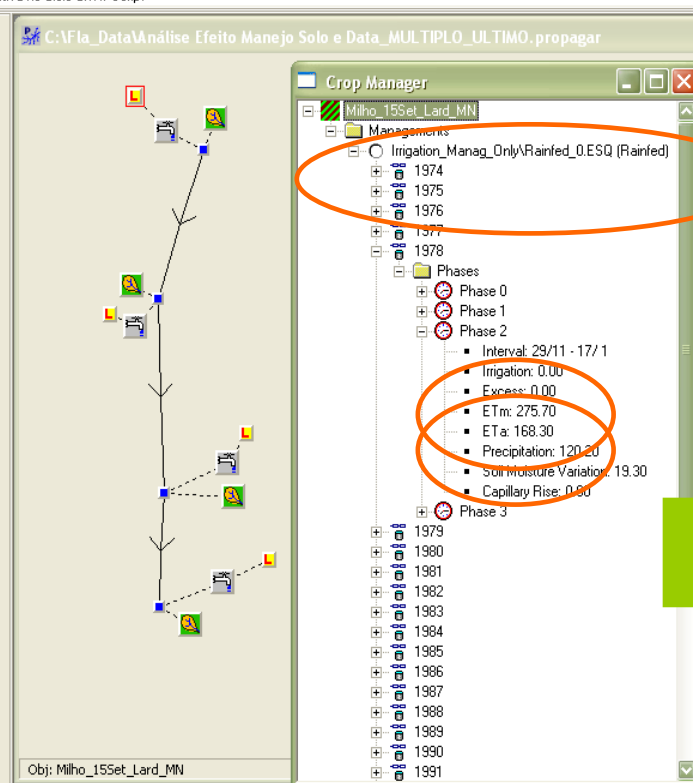 C:\Fla_Data\Análise Efeito Manejo Solo e Data_MULTIPLO_ULTIMO.propagar
L
L
L
L
Obj: Milho_15Set_Lard_MN
Crop Manager
Milho_15Set_Lard_MN
Managements
Irrigation_Manag_Only\Rainfed_0.ESQ (Rainfed)
1974
1975
1976
1977
1978
Phases
Phase 0
Phase 1
Phase 2
Interval: 29/11 - 17/ 1
Irrigation: 0.00
Excess: 0.00
ETm: 275.70
ETa: 168.30
Precipitation: 120.20
Soil Moisture Variation: 19.30
Capillary Rise: 0.00
Phase 3
1979
1980
1981
1982
1983
1984
1985
1986
1987
1988
1989
1990
1991